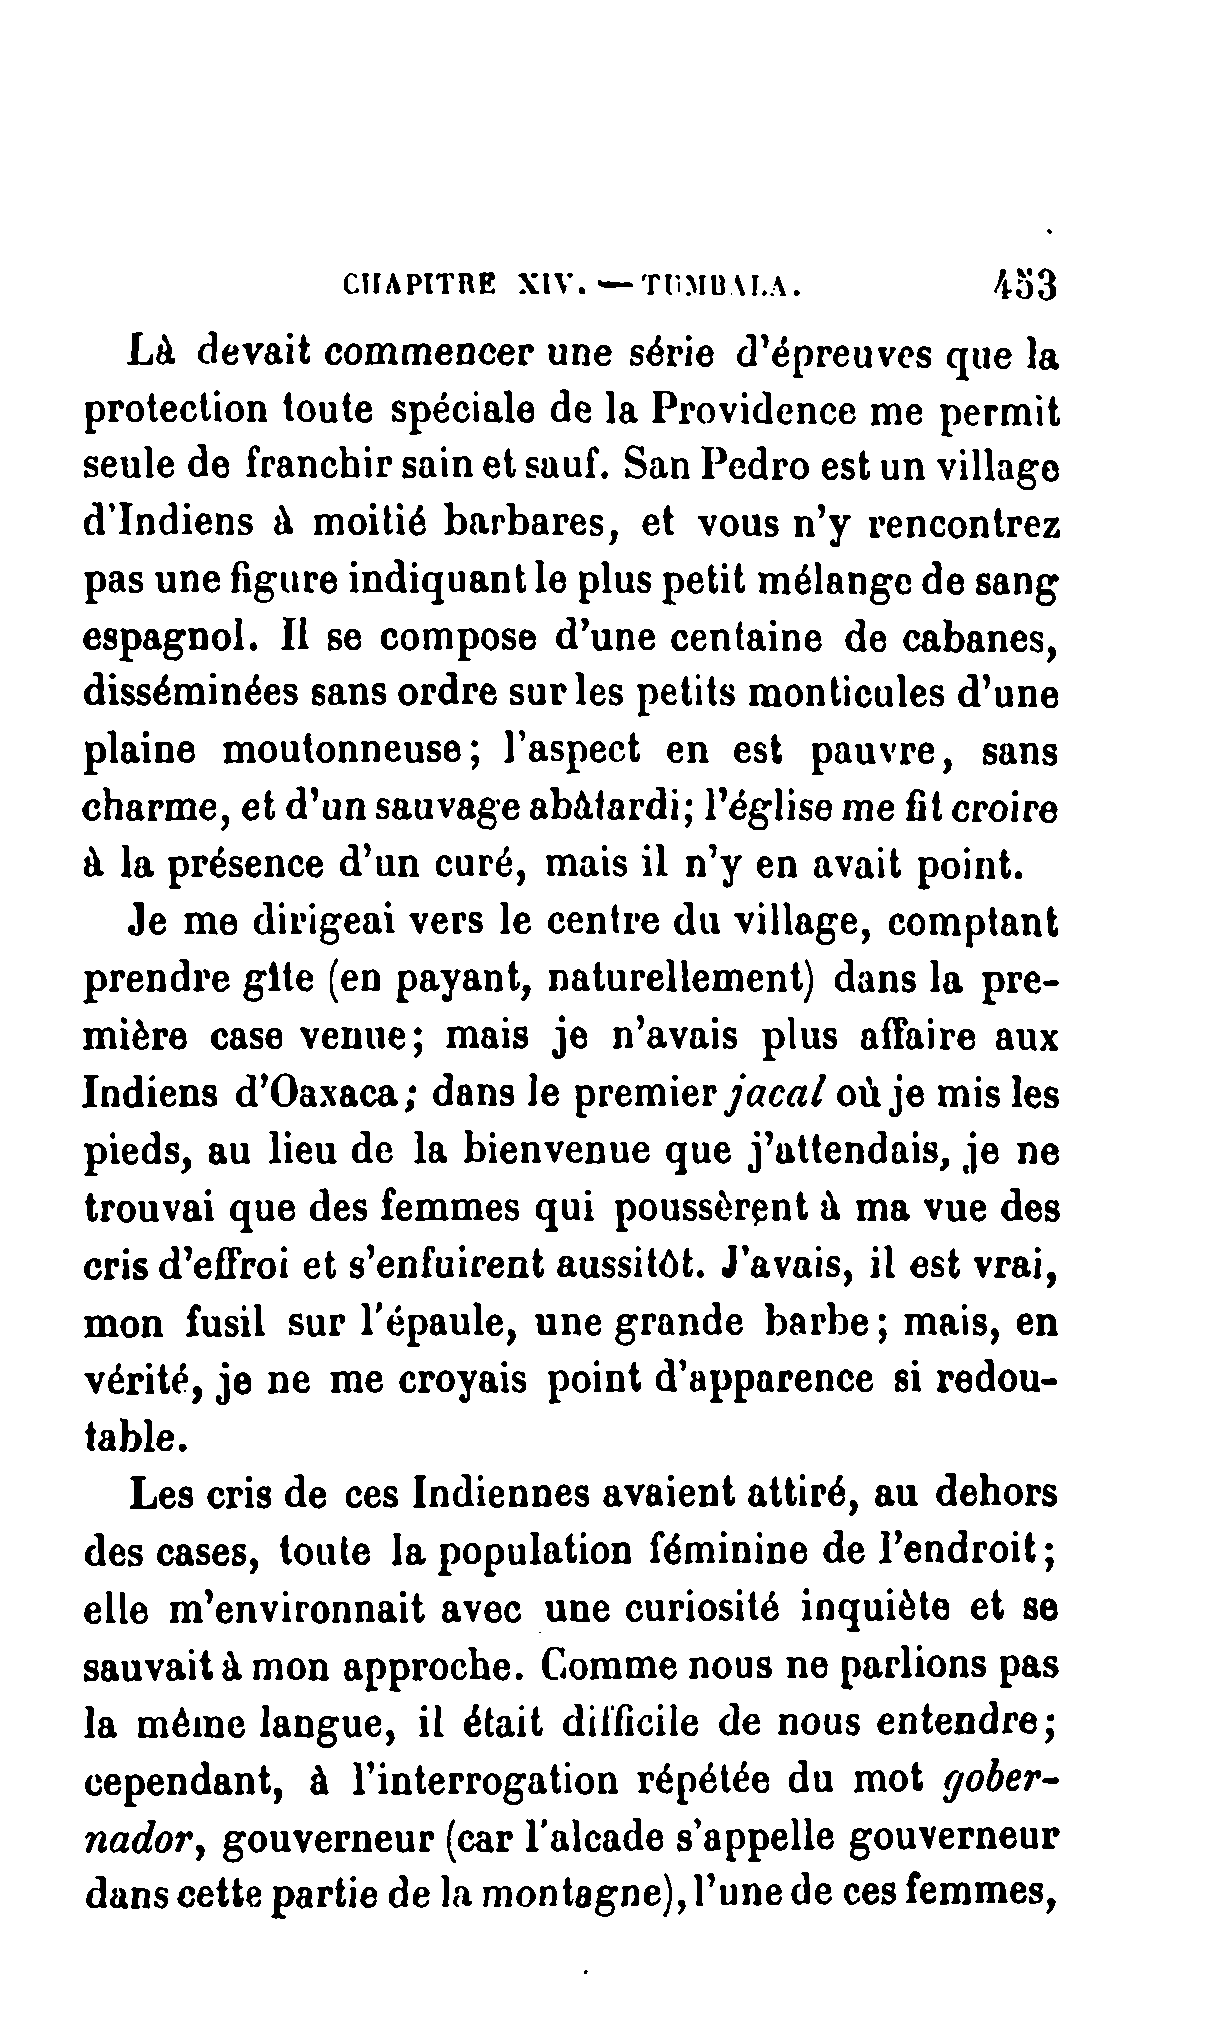 CHAPITRE XIV. — TUMBALA. 453
Là devait commencer une série d'épreuves que la
protection toute spéciale de la Providence me permit
seule de franchir sain et sauf. San Pedro est un village
d'Indiens à moitié barbares, et vous n'y rencontrez
pas une figure indiquant le plus petit mélange de sang
espagnol. Il se compose d'une centaine de cabanes,
disséminées sans ordre sur les petits monticules d'une
plaine moutonneuse; l'aspect en est pauvre, sans
charme, et d'un sauvage abâtardi; l'église me fit croire
à la présence d'un curé, mais il n'y en avait point.
Je me dirigeai vers le centre du village, comptant
prendre gîte (en payant, naturellement) dans la pre-
mière case venue; mais je n'avais plus affaire aux
Indiens d'Oaxaca; dans le premier jacal où je mis les
pieds, au lieu de la bienvenue que j'attendais, je ne
trouvai que des femmes qui poussèrent à ma vue des
cris d'effroi et s'enfuirent aussitôt. J'avais, il est vrai,
mon fusil sur l'épaule, une grande barbe; mais, en
vérité, je ne me croyais point d'apparence si redou-
table.
Les cris de ces Indiennes avaient attiré, au dehors
des cases, toute la population féminine de l'endroit;
elle m'environnait avec une curiosité inquiète et se
sauvait à mon approche. Comme nous ne parlions pas
la même langue, il était difficile de nous entendre;
cependant, à l'interrogation répétée du mot gober-
nador, gouverneur (car l'alcade s'appelle gouverneur
dans cette partie de la montagne), l'une de ces femmes,